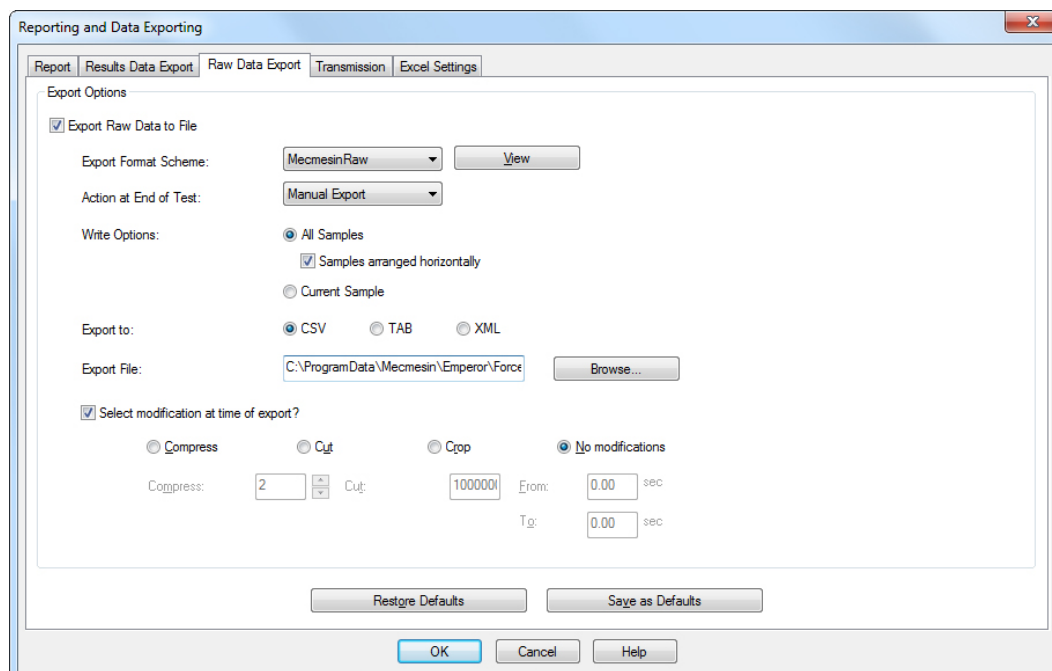 Reporting and Data Exporting
Report Results Data Export Raw Data Export Transmission Excel Settings
Export Options
Export Raw Data to File
Export Format Scheme: MecmesinRaw View
Action at End of Test: Manual Export
Write Options: All Samples
Samples arranged horizontally
Current Sample
Export to: CSV TAB XML
Export File: C:\ProgramData\Mecmesin\Emperor\Force Browse...
Select modification at time of export?
Compress Cut Crop No modifications
Compress: 2 Cut: 100000 From: 0.00 sec
To: 0.00 sec
Restore Defaults Save as Defaults
OK Cancel Help